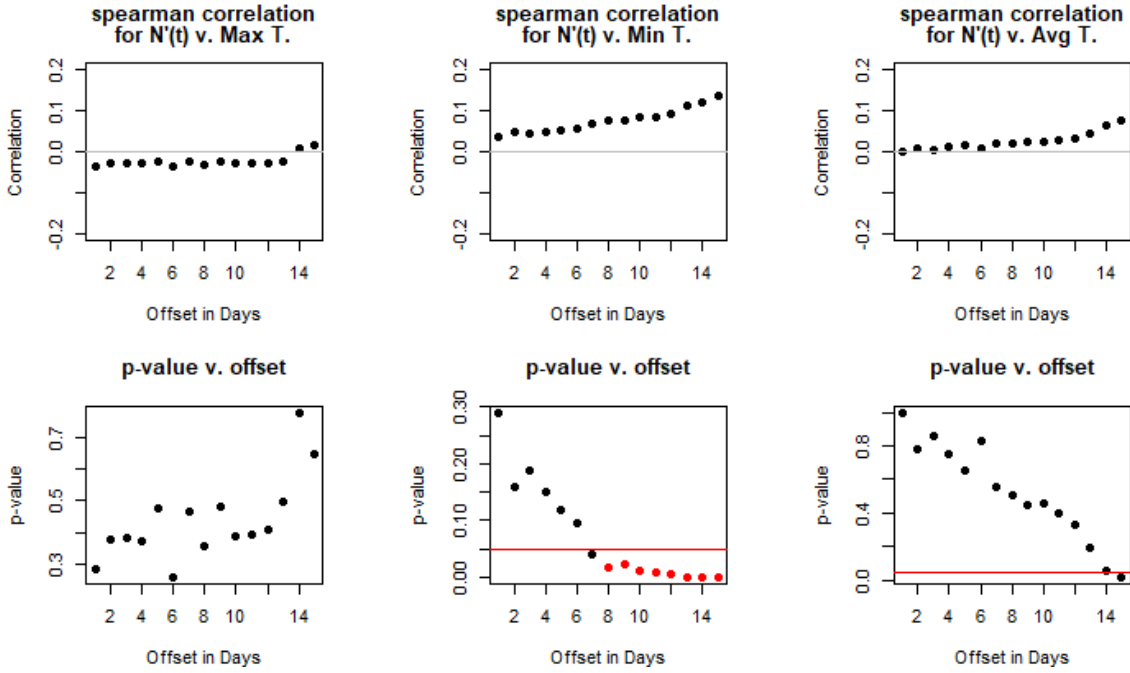 spearman correlation
for N'(t) v. Max T.
Correlation
0.2
0.1
0.0
-0.2
2 4 6 8 10 14
Offset in Days
spearman correlation
for N'(t) v. Min T.
Correlation
0.2
0.1
0.0
-0.2
2 4 6 8 10 14
Offset in Days
spearman correlation
for N'(t) v. Avg T.
Correlation
0.2
0.1
0.0
-0.2
2 4 6 8 10 14
Offset in Days
p-value v. offset
p-value
0.7
0.5
0.3
2 4 6 8 10 14
Offset in Days
p-value v. offset
p-value
0.30
0.20
0.10
0.00
2 4 6 8 10 14
Offset in Days
p-value v. offset
p-value
0.8
0.4
0.0
2 4 6 8 10 14
Offset in Days